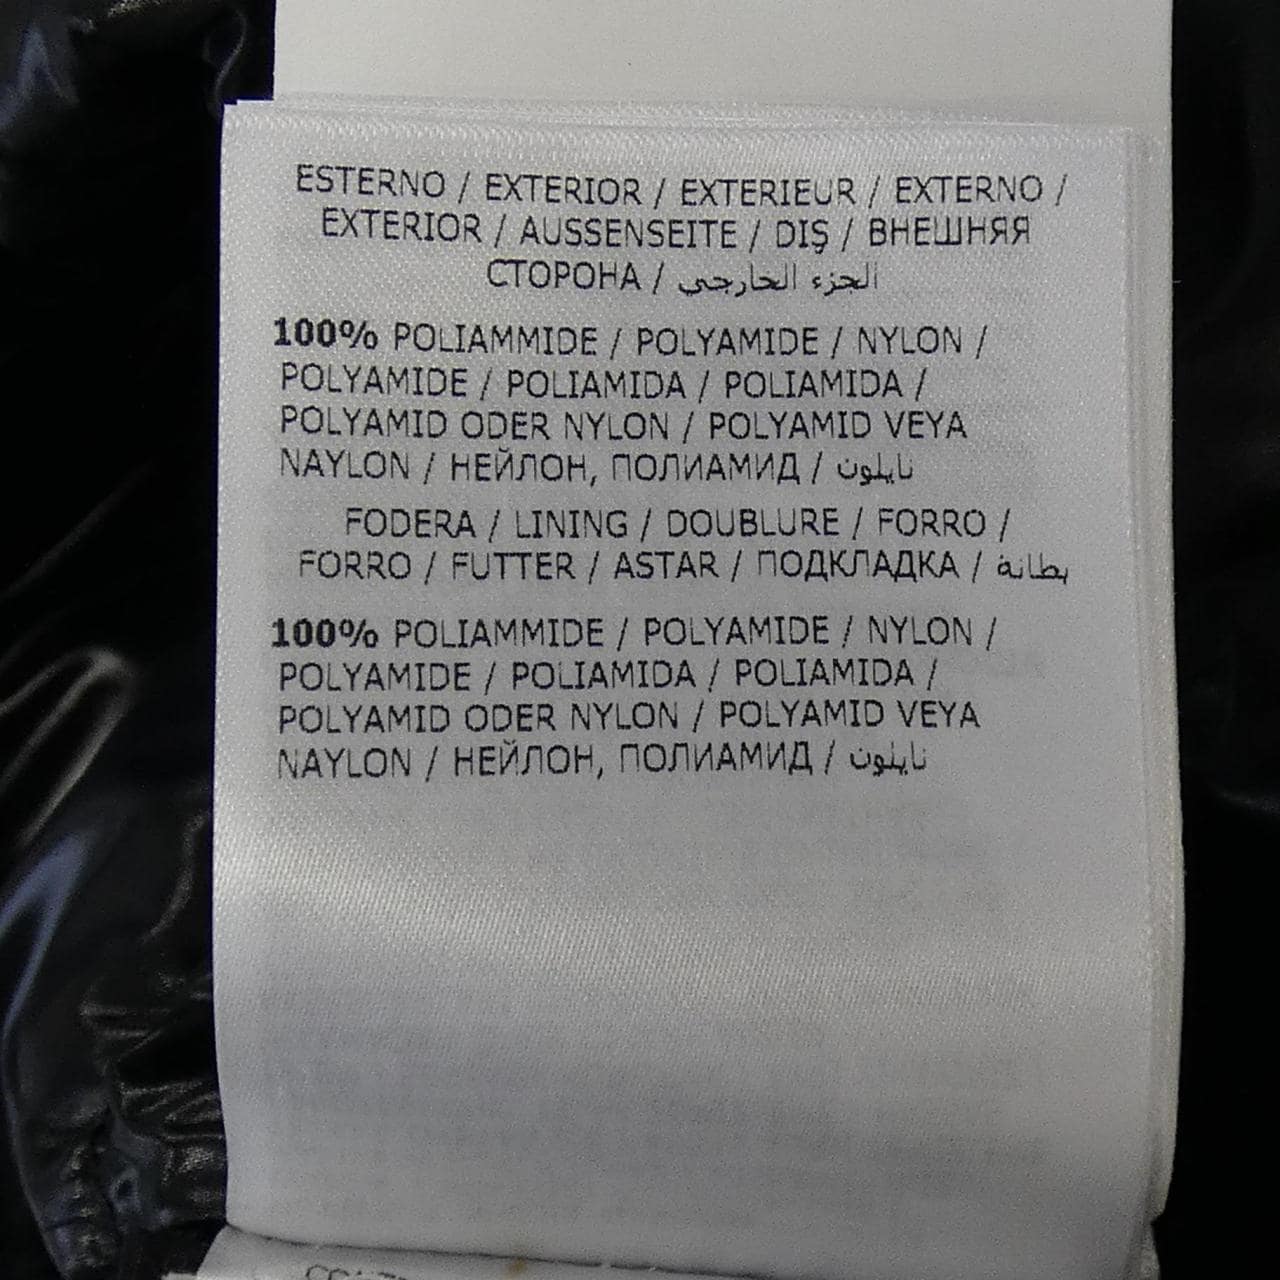 ESTERNO / EXTERIOR / EXTERIEUR / EXTERNO /
EXTERIOR / AUSSENSEITE / DIŞ / ВНЕШНЯЯ
СТОРОНА / الجزء الخارجي
100% POLIAMMIDE / POLYAMIDE / NYLON /
POLYAMIDE / POLIAMIDA / POLIAMIDA /
POLYAMID ODER NYLON / POLYAMID VEYA
NAYLON / НЕЙЛОН, ПОЛИАМИД / نايلون
FODERA / LINING / DOUBLURE / FORRO /
FORRO / FUTTER / ASTAR / ПОДКЛАДКА / بطانة
100% POLIAMMIDE / POLYAMIDE / NYLON /
POLYAMIDE / POLIAMIDA / POLIAMIDA /
POLYAMID ODER NYLON / POLYAMID VEYA
NAYLON / НЕЙЛОН, ПОЛИАМИД / نايلون